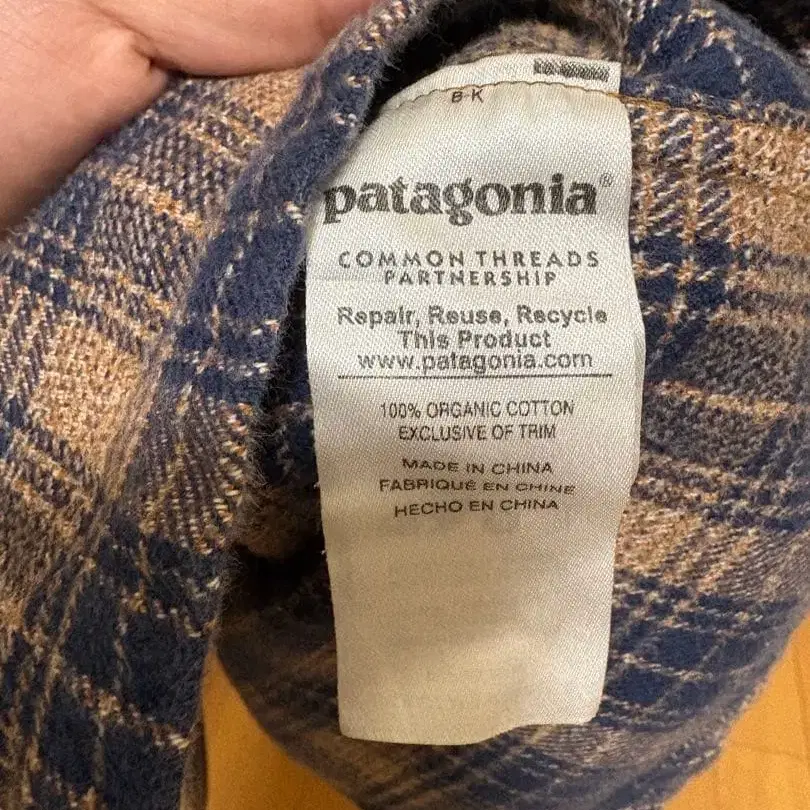 B·K
patagonia®
COMMON THREADS
PARTNERSHIP
Repair, Reuse, Recycle
This Product
www.patagonia.com
100% ORGANIC COTTON
EXCLUSIVE OF TRIM
MADE IN CHINA
FABRIQUÉ EN CHINE
HECHO EN CHINA